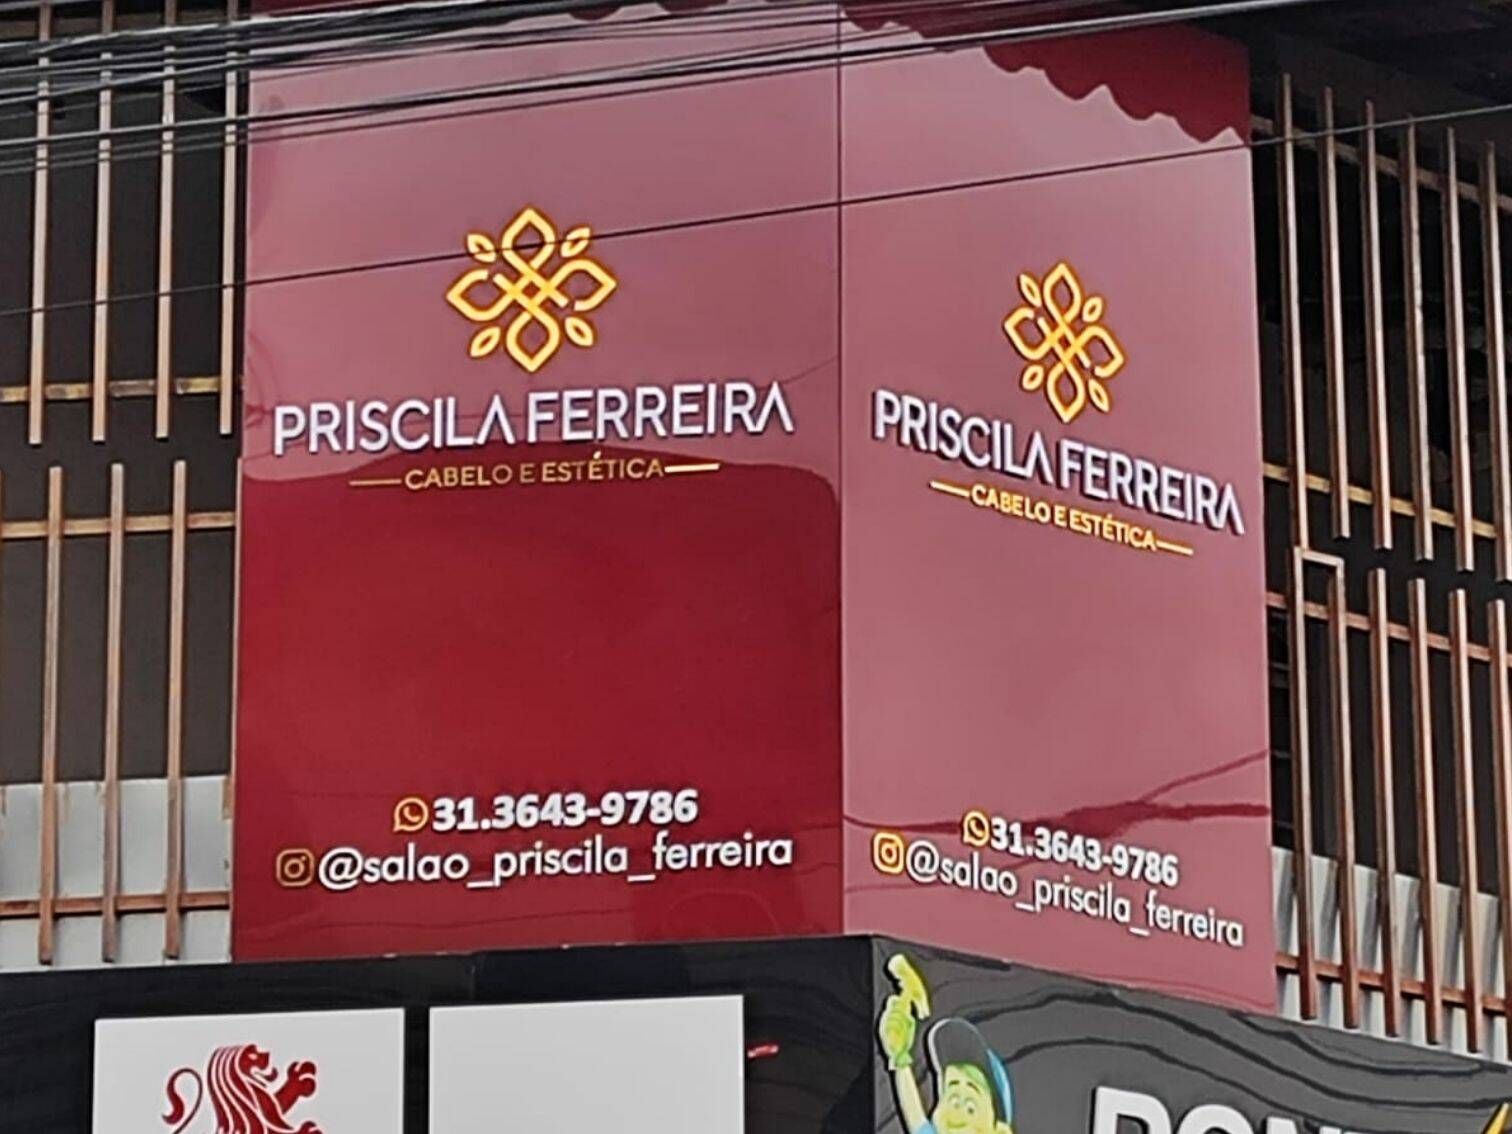 PRISCILA FERREIRA
CABELO E ESTÉTICA
31.3643-9786
@salao_priscila_ferreira
PRISCILA FERREIRA
CABELO E ESTÉTICA
31.3643-9786
@salao_priscila_ferreira